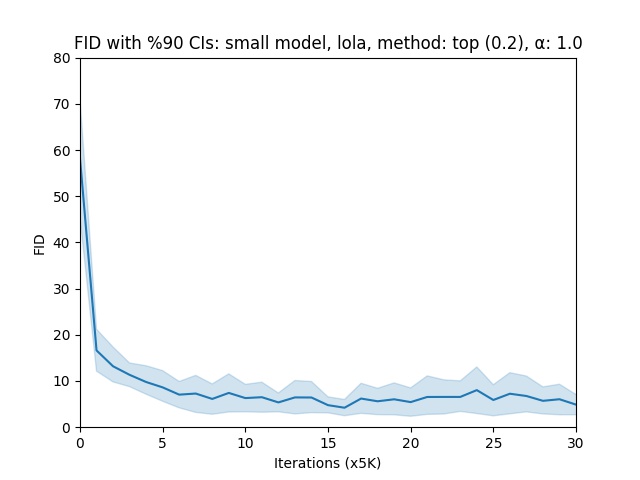 FID with %90 CIs: small model, lola, method: top (0.2), α: 1.0
80
70
60
50
40
30
20
10
0
FID
0 5 10 15 20 25 30
Iterations (x5K)